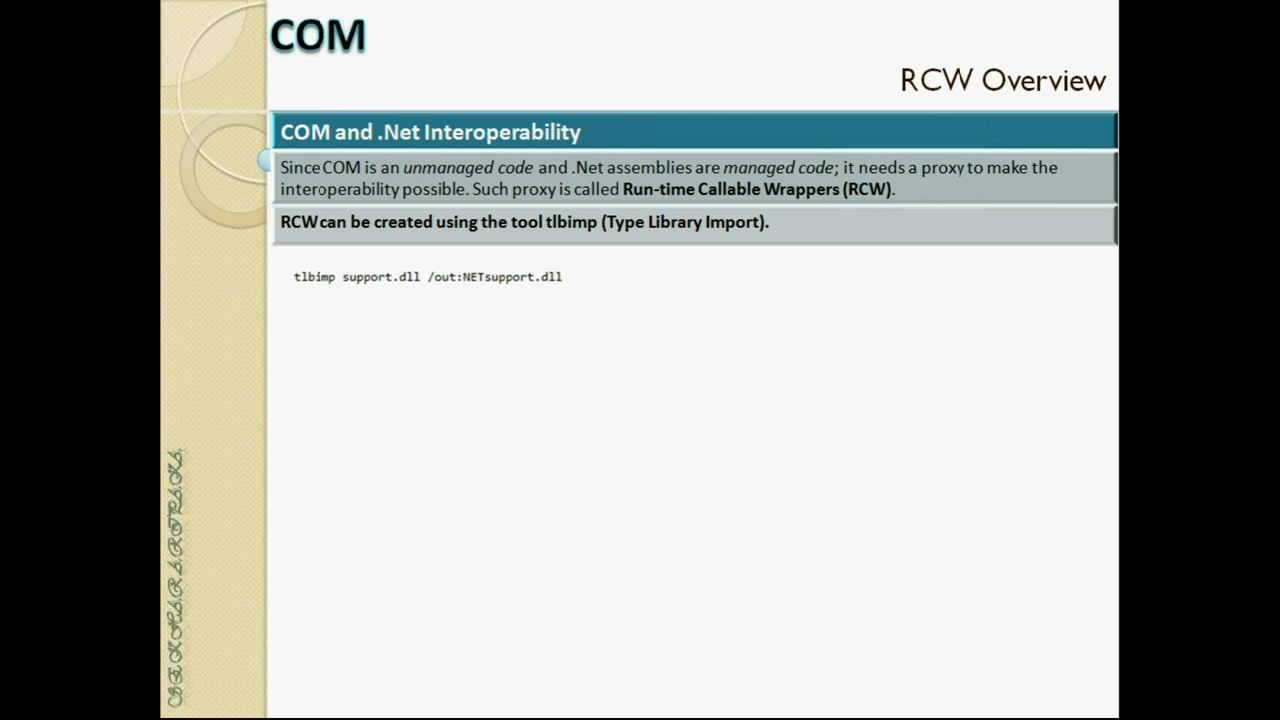 COM
RCW Overview
COM and .Net Interoperability
Since COM is an unmanaged code and .Net assemblies are managed code; it needs a proxy to make the
interoperability possible. Such proxy is called Run-time Callable Wrappers (RCW).
RCW can be created using the tool tlbimp (Type Library Import).
tlbimp support.dll /out:NETsupport.dll